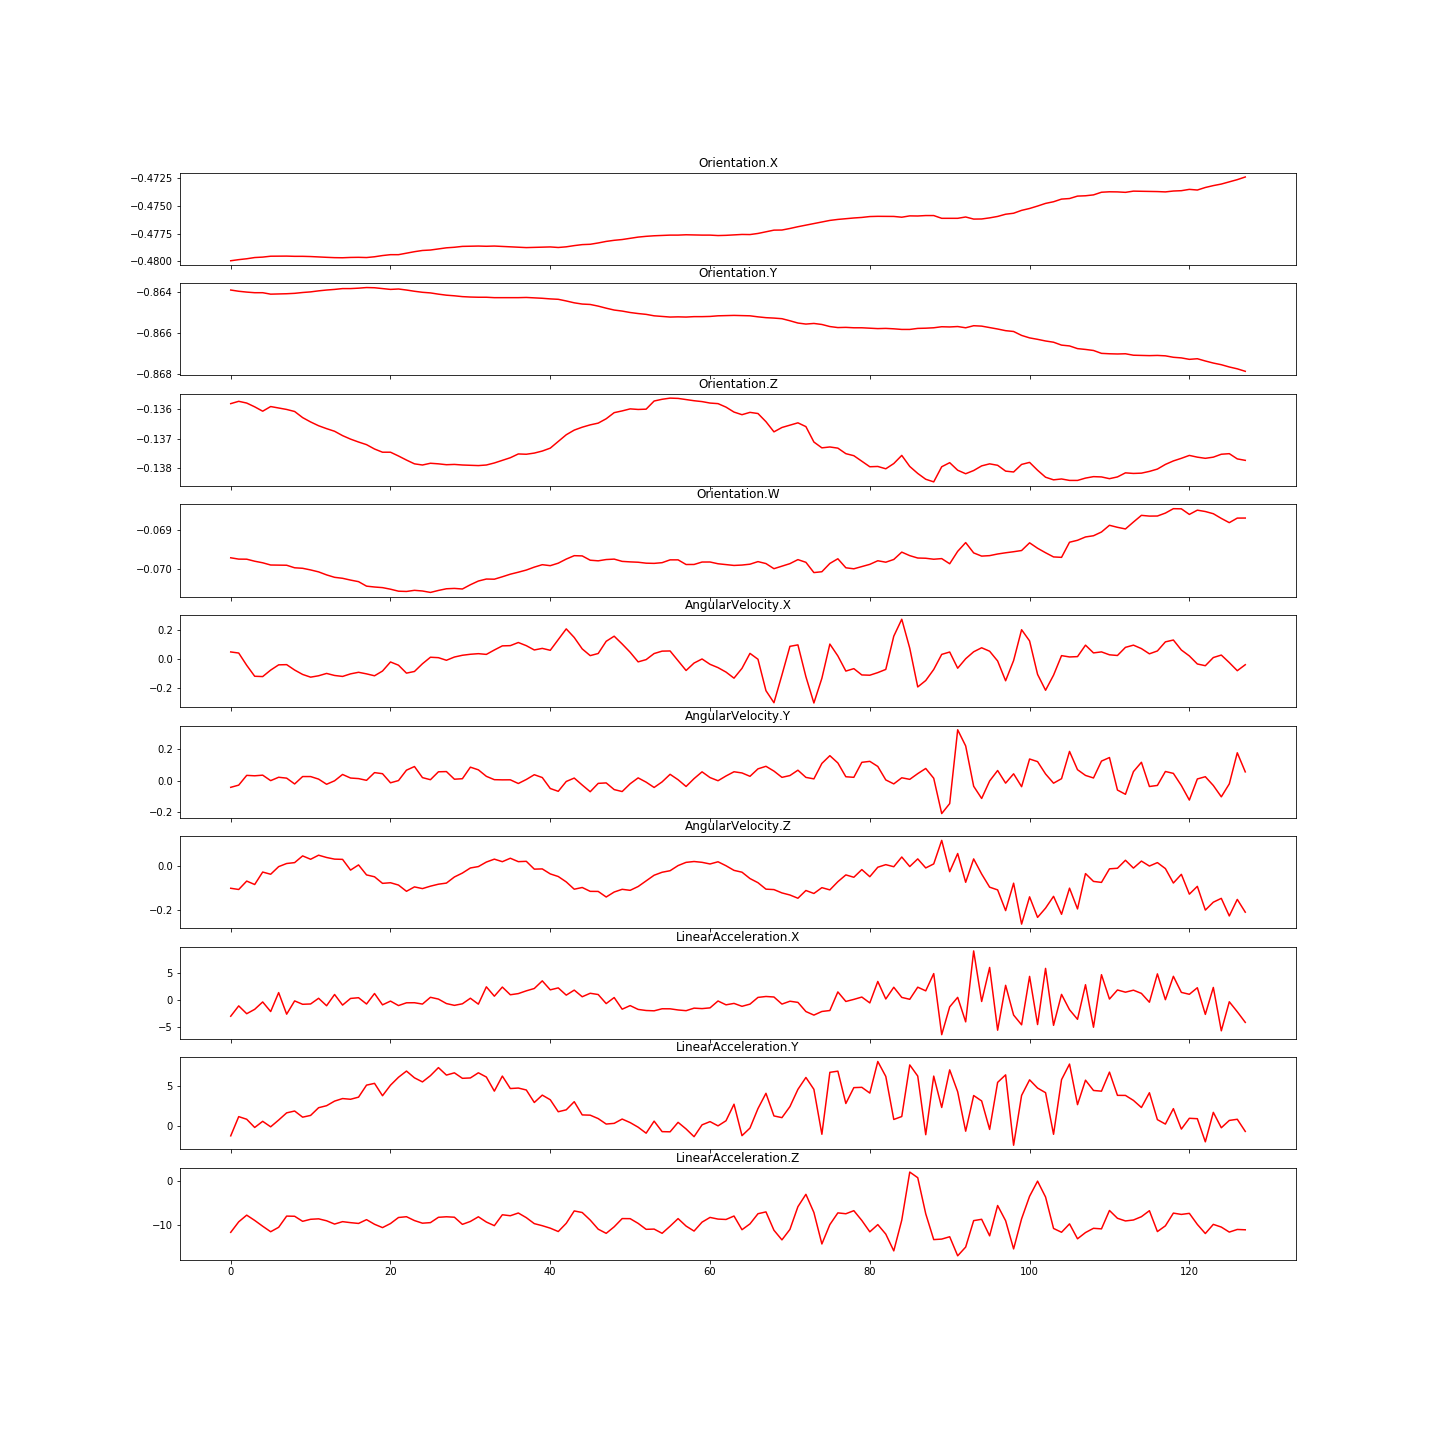 Orientation.X
−0.4725
−0.4750
−0.4775
−0.4800
Orientation.Y
−0.864
−0.866
−0.868
Orientation.Z
−0.136
−0.137
−0.138
Orientation.W
−0.069
−0.070
AngularVelocity.X
0.2
0.0
−0.2
AngularVelocity.Y
0.2
0.0
−0.2
AngularVelocity.Z
0.0
−0.2
LinearAcceleration.X
5
0
−5
LinearAcceleration.Y
5
0
LinearAcceleration.Z
0
−10
0 20 40 60 80 100 120